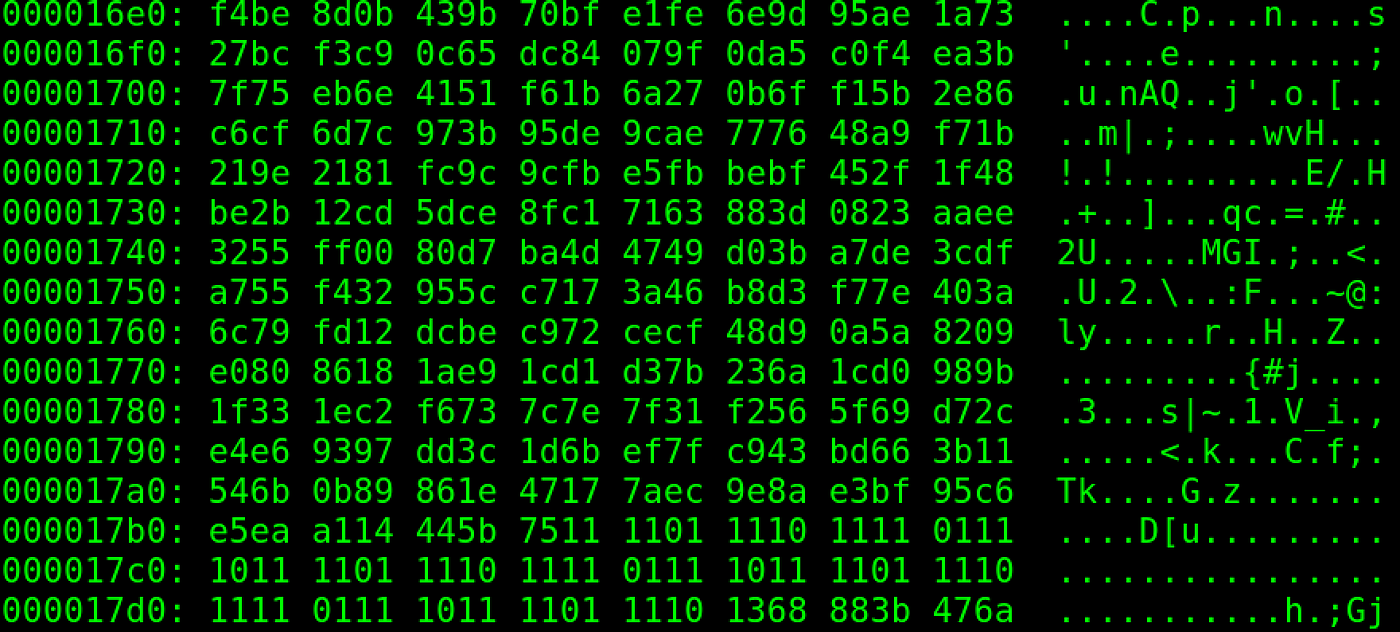 000016e0: f4be 8d0b 439b 70bf e1fe 6e9d 95ae 1a73  ....C.p...n....s
000016f0: 27bc f3c9 0c65 dc84 079f 0da5 c0f4 ea3b  '....e.........;
00001700: 7f75 eb6e 4151 f61b 6a27 0b6f f15b 2e86  .u.nAQ..j'.o.[..
00001710: c6cf 6d7c 973b 95de 9cae 7776 48a9 f71b  ..m|.;....wvH...
00001720: 219e 2181 fc9c 9cfb e5fb bebf 452f 1f48  !.!.........E/.H
00001730: be2b 12cd 5dce 8fc1 7163 883d 0823 aaee  .+..]...qc.=.#..
00001740: 3255 ff00 80d7 ba4d 4749 d03b a7de 3cdf  2U.....MGI.;..<.
00001750: a755 f432 955c c717 3a46 b8d3 f77e 403a  .U.2.\..:F...~@:
00001760: 6c79 fd12 dcbe c972 cecf 48d9 0a5a 8209  ly.....r..H..Z..
00001770: e080 8618 1ae9 1cd1 d37b 236a 1cd0 989b  .........{#j....
00001780: 1f33 1ec2 f673 7c7e 7f31 f256 5f69 d72c  .3...s|~.1.V_i.,
00001790: e4e6 9397 dd3c 1d6b ef7f c943 bd66 3b11  .....<.k...C.f;.
000017a0: 546b 0b89 861e 4717 7aec 9e8a e3bf 95c6  Tk....G.z.......
000017b0: e5ea a114 445b 7511 1101 1110 1111 0111  ....D[u.........
000017c0: 1011 1101 1110 1111 0111 1011 1101 1110  ................
000017d0: 1111 0111 1011 1101 1110 1368 883b 476a  ...........h.;Gj